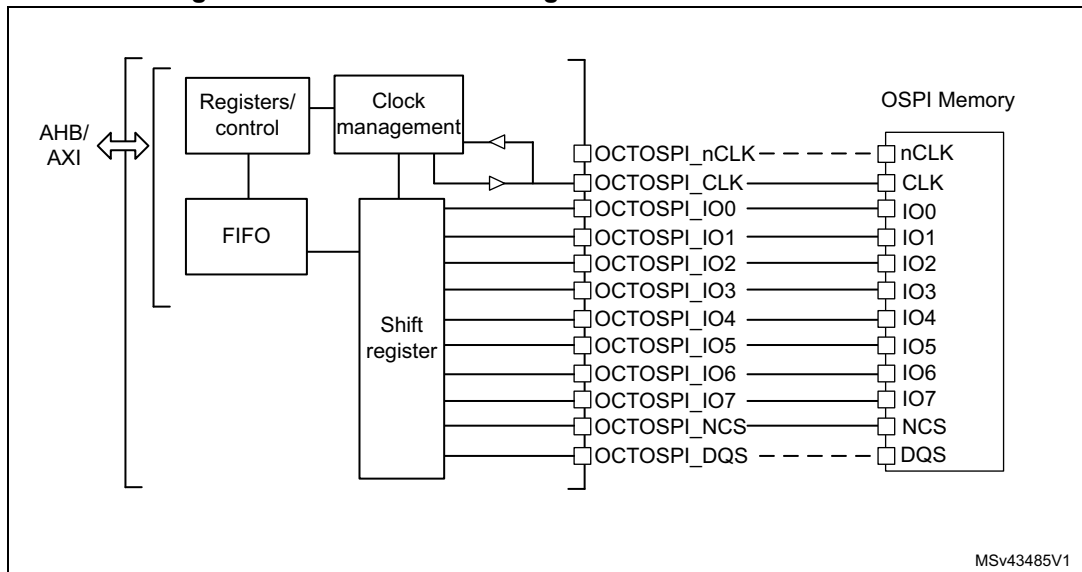 AHB/
AXI
Registers/
control
Clock
management
FIFO
Shift
register
OSPI Memory
OCTOSPI_nCLK
nCLK
OCTOSPI_CLK
CLK
OCTOSPI_IO0
IO0
OCTOSPI_IO1
IO1
OCTOSPI_IO2
IO2
OCTOSPI_IO3
IO3
OCTOSPI_IO4
IO4
OCTOSPI_IO5
IO5
OCTOSPI_IO6
IO6
OCTOSPI_IO7
IO7
OCTOSPI_NCS
NCS
OCTOSPI_DQS
DQS
MSv43485V1